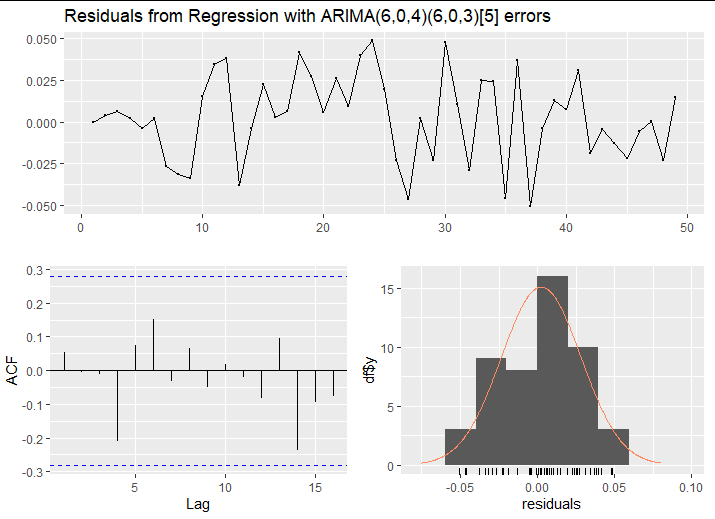 Residuals from Regression with ARIMA(6,0,4)(6,0,3)[5] errors
0.050
0.025
0.000
-0.025
-0.050
0 10 20 30 40 50
0.3
0.2
0.1
0.0
-0.1
-0.2
-0.3
ACF
5 10 15
Lag
15
10
5
0
df$y
-0.05 0.00 0.05 0.10
residuals